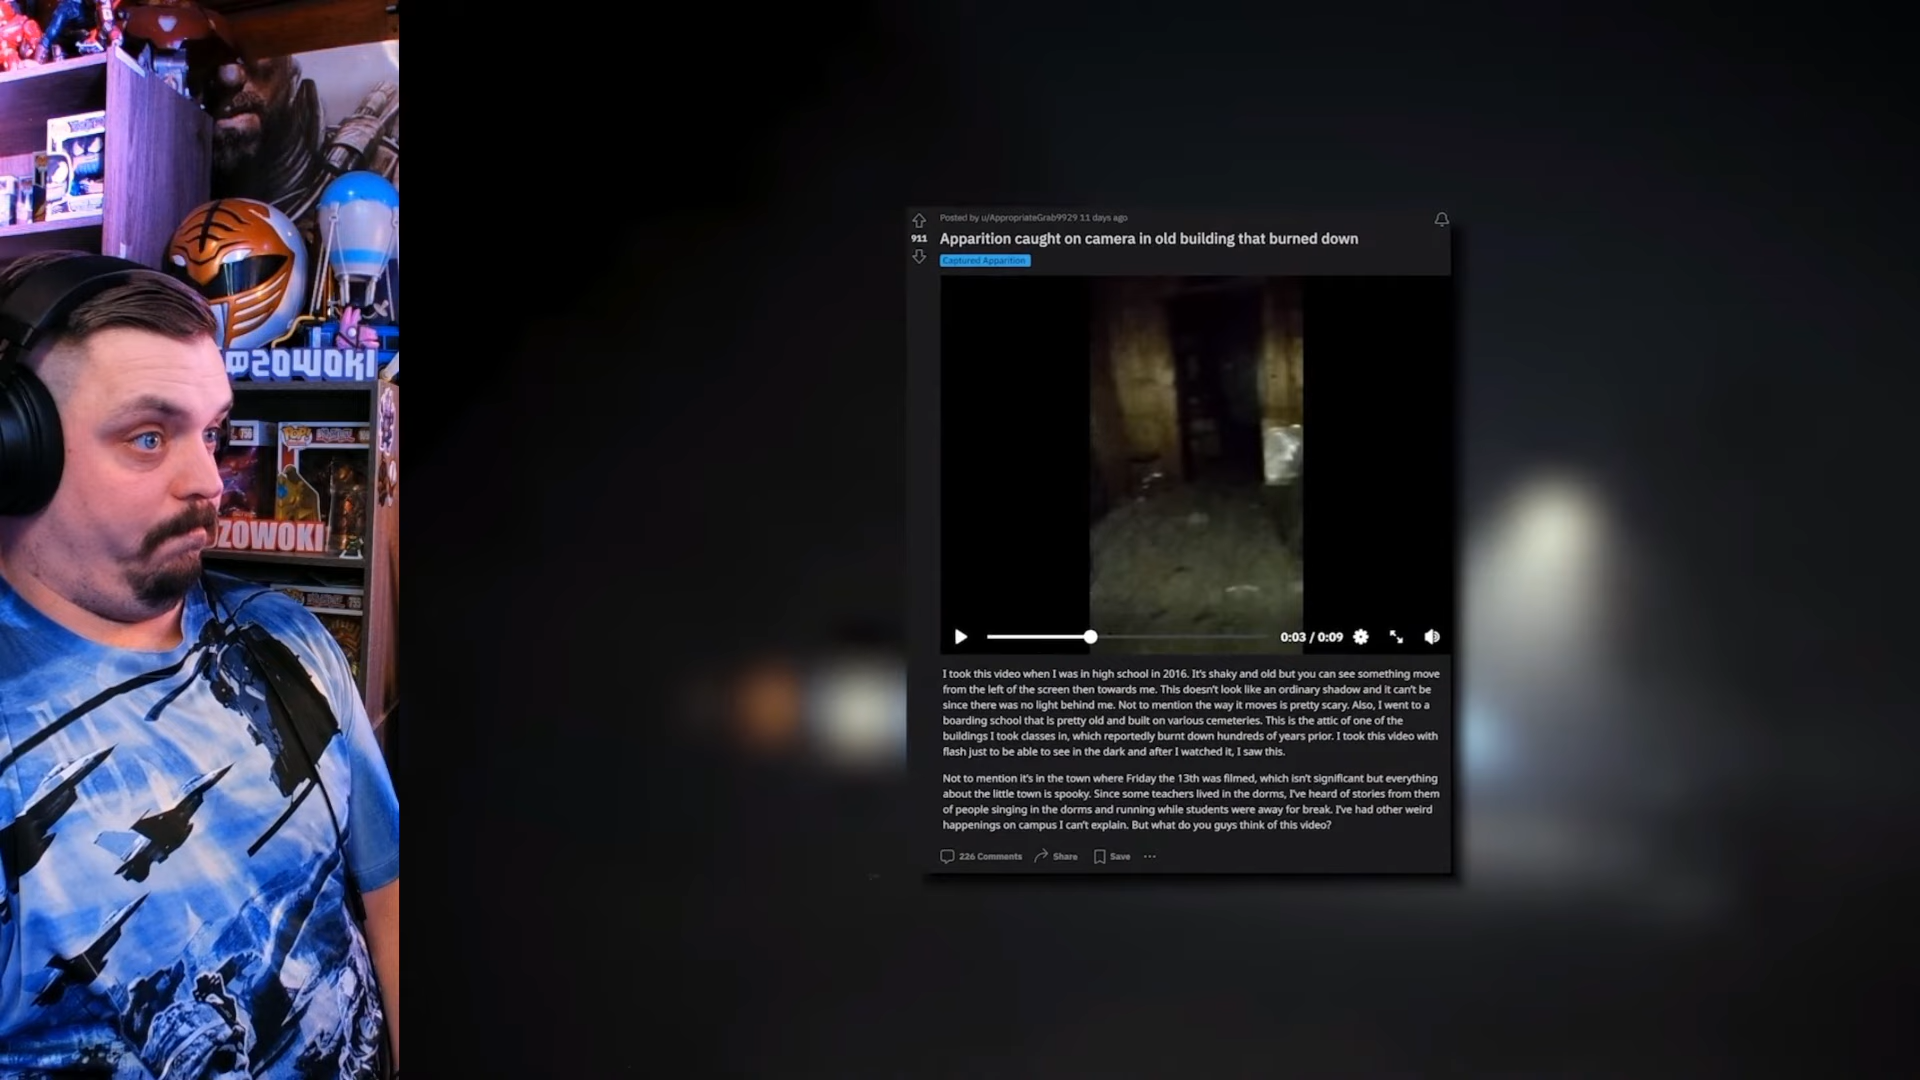 POP!
ꓭƧOWOKI
POP!
ZOWOKI
Posted by u/AppropriateGrab9929 11 days ago
911
Apparition caught on camera in old building that burned down
Captured Apparition
0:03 / 0:09
I took this video when I was in high school in 2016. It's shaky and old but you can see something move
from the left of the screen then towards me. This doesn't look like an ordinary shadow and it can't be
since there was no light behind me. Not to mention the way it moves is pretty scary. Also, I went to a
boarding school that is pretty old and built on various cemeteries. This is the attic of one of the
buildings I took classes in, which reportedly burnt down hundreds of years prior. I took this video with
flash just to be able to see in the dark and after I watched it, I saw this.
Not to mention it's in the town where Friday the 13th was filmed, which isn't significant but everything
about the little town is spooky. Since some teachers lived in the dorms, I've heard of stories from them
of people singing in the dorms and running while students were away for break. I've had other weird
happenings on campus I can't explain. But what do you guys think of this video?
226 Comments Share Save